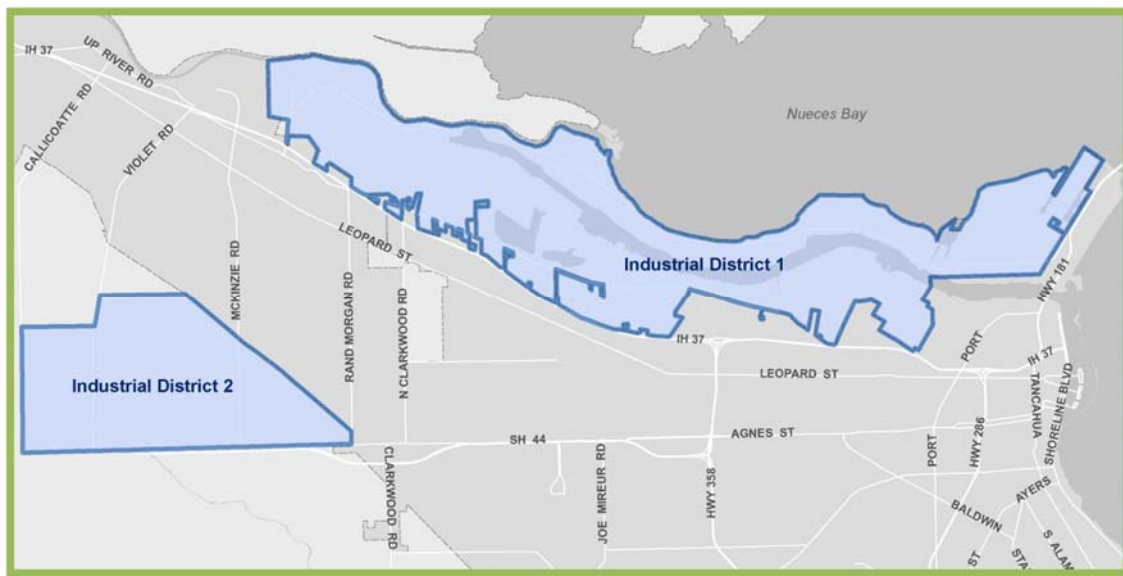 IH 37
UP RIVER RD
CALLICOATTE RD
VIOLET RD
Nueces Bay
LEOPARD ST
MCKINZIE RD
Industrial District 1
HWY 181
RAND MORGAN RD
N CLARKWOOD RD
IH 37
PORT
IH 37
Industrial District 2
LEOPARD ST
TANCAHUA
SHORELINE BLVD
SH 44
AGNES ST
PORT
HWY 286
CLARKWOOD RD
JOE MIREUR RD
HWY 358
BALDWIN
AYERS
ST
STA
S ALAM